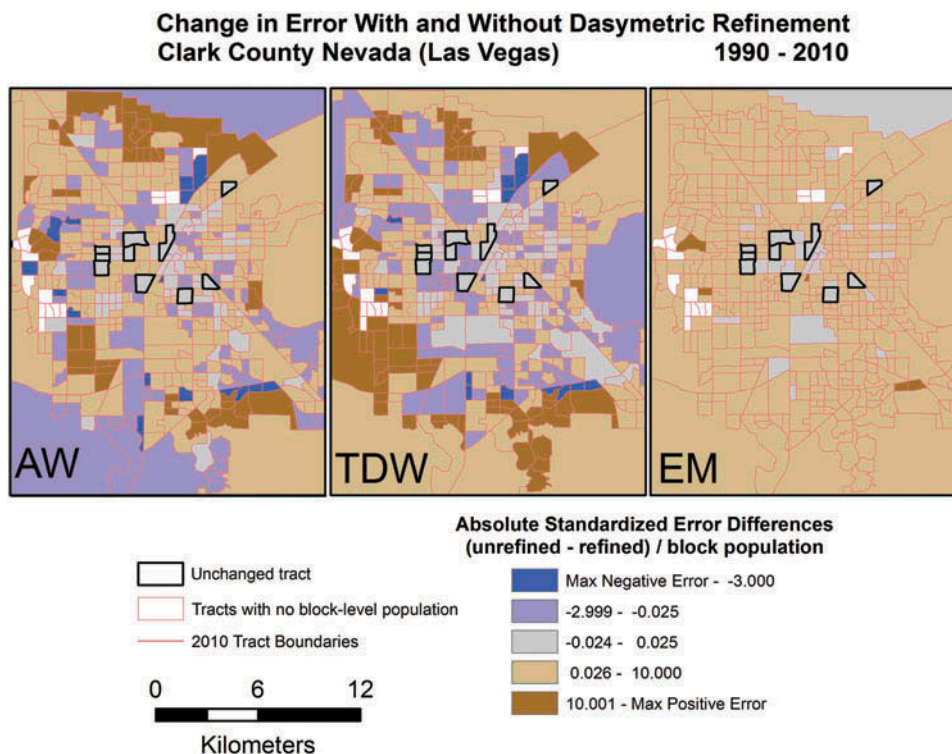 Change in Error With and Without Dasymetric Refinement
Clark County Nevada (Las Vegas) 1990 - 2010
AW
TDW
EM
Absolute Standardized Error Differences
(unrefined - refined) / block population
Unchanged tract
Tracts with no block-level population
2010 Tract Boundaries
0 6 12
Kilometers
Max Negative Error - -3.000
-2.999 - -0.025
-0.024 - 0.025
0.026 - 10.000
10.001 - Max Positive Error